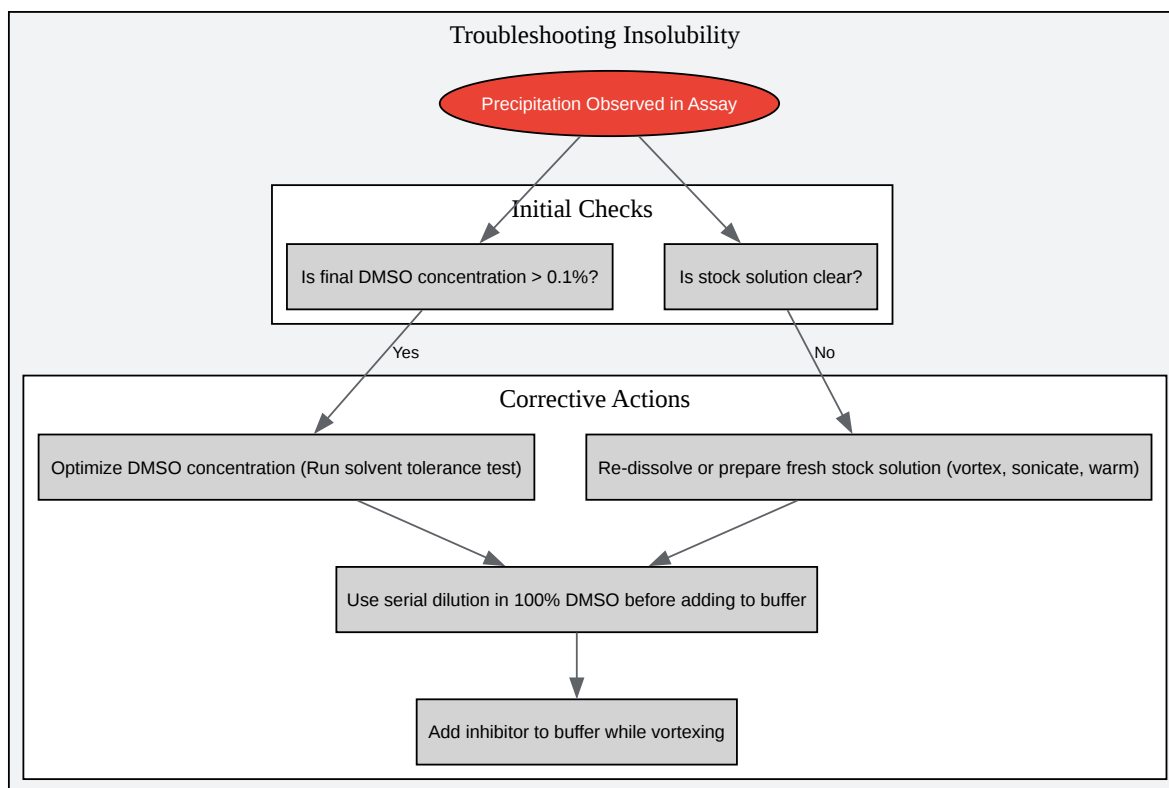 Troubleshooting Insolubility
Precipitation Observed in Assay
Initial Checks
Is final DMSO concentration > 0.1%?
Is stock solution clear?
Yes
No
Corrective Actions
Optimize DMSO concentration (Run solvent tolerance test)
Re-dissolve or prepare fresh stock solution (vortex, sonicate, warm)
Use serial dilution in 100% DMSO before adding to buffer
Add inhibitor to buffer while vortexing